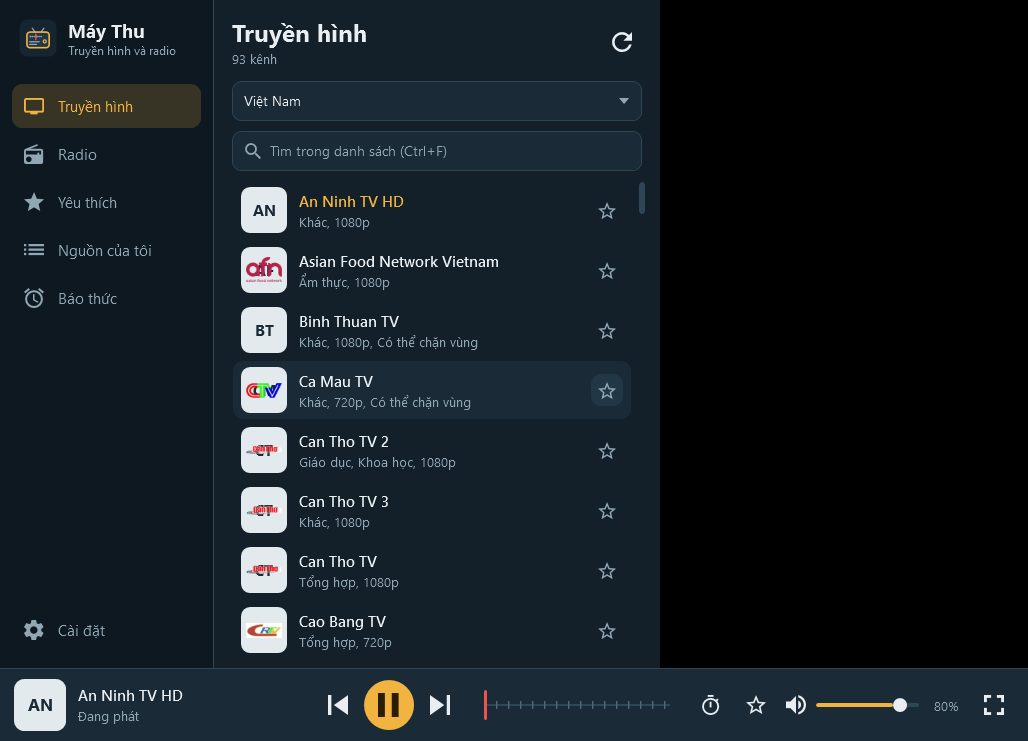 Máy Thu
Truyền hình và radio
Truyền hình
Radio
Yêu thích
Nguồn của tôi
Báo thức
Cài đặt
Truyền hình
93 kênh
Việt Nam
Tìm trong danh sách (Ctrl+F)
AN
An Ninh TV HD
Khác, 1080p
afn
Asian Food Network Vietnam
Ẩm thực, 1080p
BT
Binh Thuan TV
Khác, 1080p, Có thể chặn vùng
CTV
Ca Mau TV
Khác, 720p, Có thể chặn vùng
Can Tho TV 2
Giáo dục, Khoa học, 1080p
Can Tho TV 3
Khác, 1080p
Can Tho TV
Tổng hợp, 1080p
Cao Bang TV
Tổng hợp, 720p
AN
An Ninh TV HD
Đang phát
80%